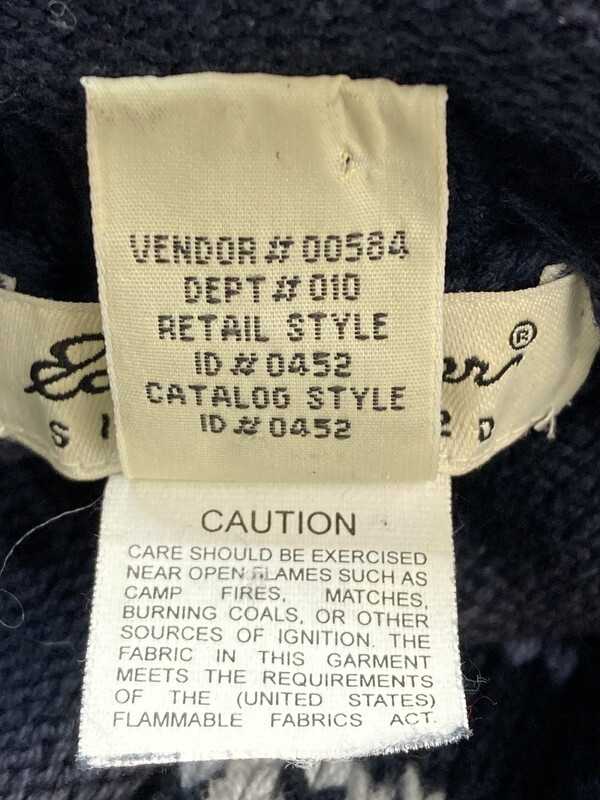 VENDOR # 00584
DEPT # 010
RETAIL STYLE
ID # 0452
CATALOG STYLE
ID # 0452
®
CAUTION
CARE SHOULD BE EXERCISED
NEAR OPEN FLAMES SUCH AS
CAMP FIRES, MATCHES,
BURNING COALS, OR OTHER
SOURCES OF IGNITION. THE
FABRIC IN THIS GARMENT
MEETS THE REQUIREMENTS
OF THE (UNITED STATES)
FLAMMABLE FABRICS ACT.